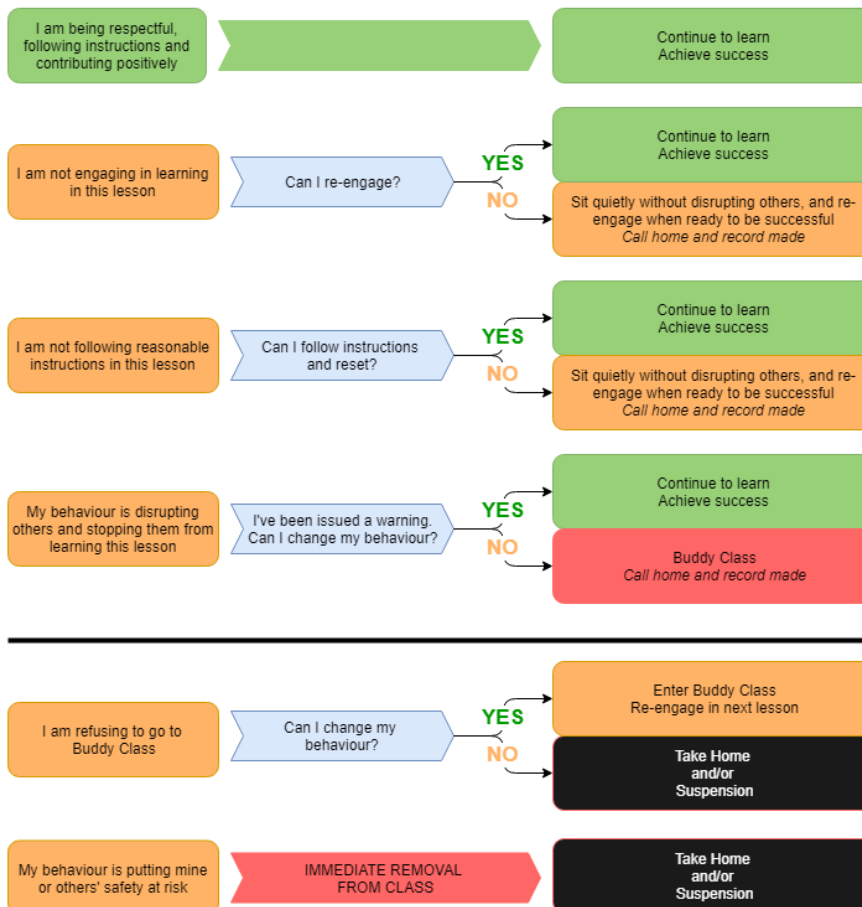 I am being respectful,
following instructions and
contributing positively
Continue to learn
Achieve success
I am not engaging in learning
in this lesson
Can I re-engage?
YES
NO
Continue to learn
Achieve success
Sit quietly without disrupting others, and re-
engage when ready to be successful
Call home and record made
I am not following reasonable
instructions in this lesson
Can I follow instructions
and reset?
YES
NO
Continue to learn
Achieve success
Sit quietly without disrupting others, and re-
engage when ready to be successful
Call home and record made
My behaviour is disrupting
others and stopping them from
learning this lesson
I've been issued a warning.
Can I change my behaviour?
YES
NO
Continue to learn
Achieve success
Buddy Class
Call home and record made
I am refusing to go to
Buddy Class
Can I change my
behaviour?
YES
NO
Enter Buddy Class
Re-engage in next lesson
Take Home
and/or
Suspension
My behaviour is putting mine
or others' safety at risk
IMMEDIATE REMOVAL
FROM CLASS
Take Home
and/or
Suspension